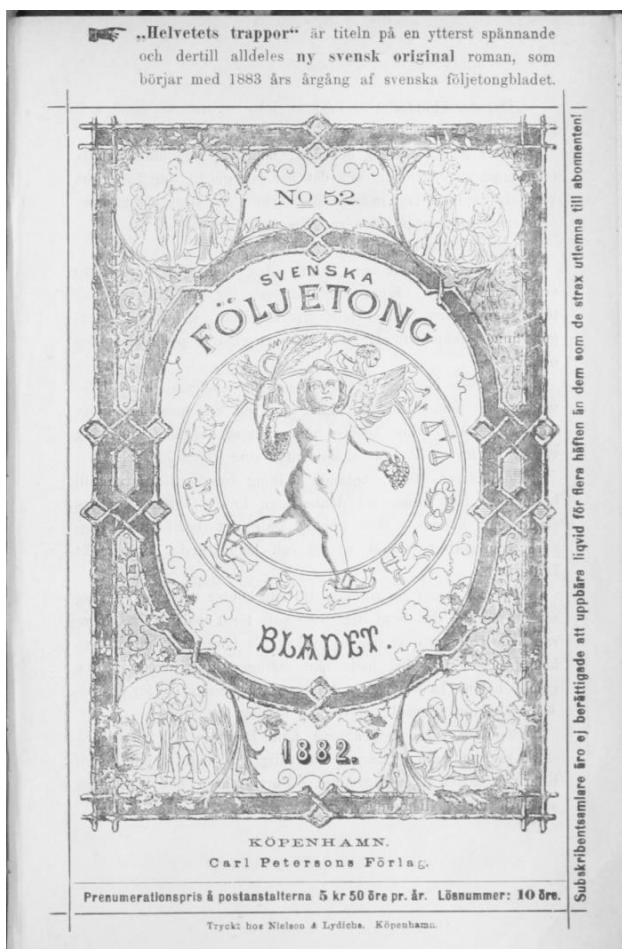 „Helvetets trappor“ är titeln på en ytterst spännande
och dertill alldeles ny svensk original roman, som
börjar med 1883 års årgång af svenska följetongbladet.
No 52.
SVENSKA
FÖLJETONG
BLADET.
1882.
KÖPENHAMN.
Carl Petersons Förlag.
Prenumerationspris å postanstalterna 5 kr 50 öre pr. år. Lösnummer: 10 öre.
Tryckt hos Nielson & Lydiche. Köpenhamn.
Subskribentsamlare äro ej berättigade att uppbära liqvid för flera häften än dem som de strax utlemna till abonnenten!